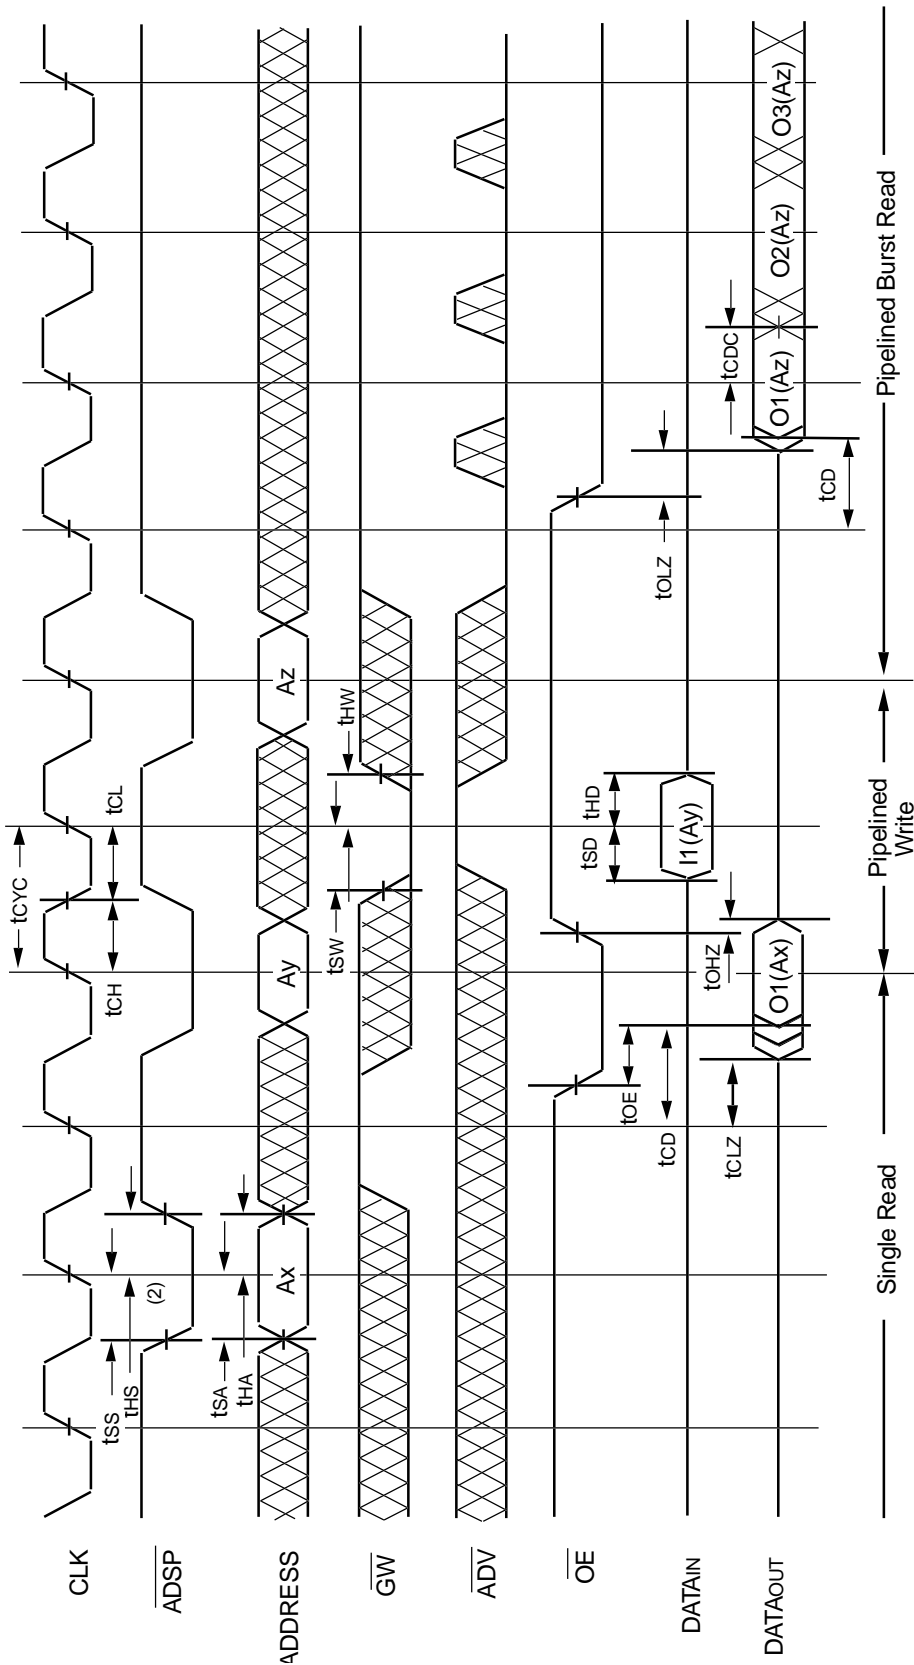 CLK
ADSP
ADDRESS
GW
ADV
OE
DATAIN
DATAOUT
tCYC
tCH
tCL
tSS
tHS
(2)
tSA
tHA
Ax
Ay
Az
tSW
tHW
tOE
tOHZ
tOLZ
tSD
tHD
I1(Ay)
tCD
tCLZ
O1(Ax)
tCD
tCDC
O1(Az)
O2(Az)
O3(Az)
Single Read
Pipelined
Write
Pipelined Burst Read